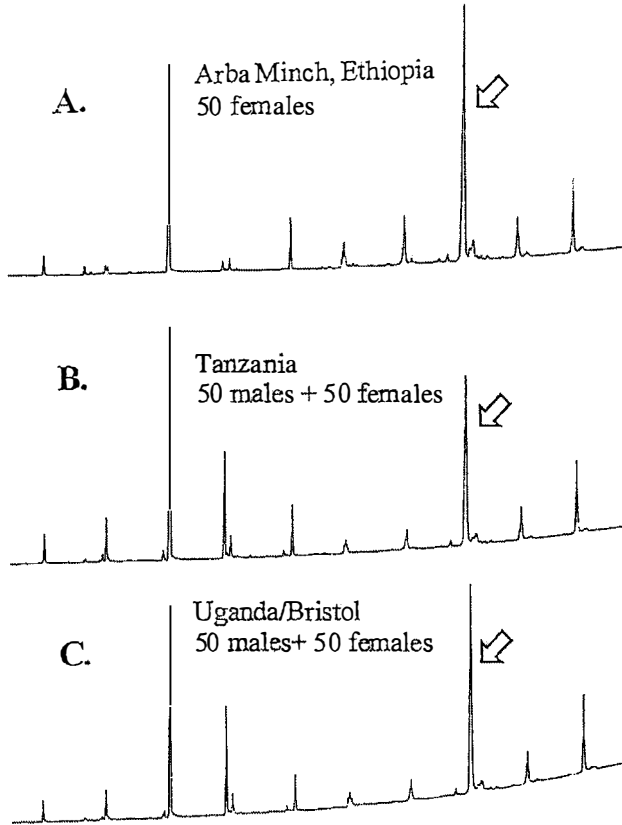 A.
Arba Minch, Ethiopia
50 females
B.
Tanzania
50 males + 50 females
C.
Uganda/Bristol
50 males+ 50 females